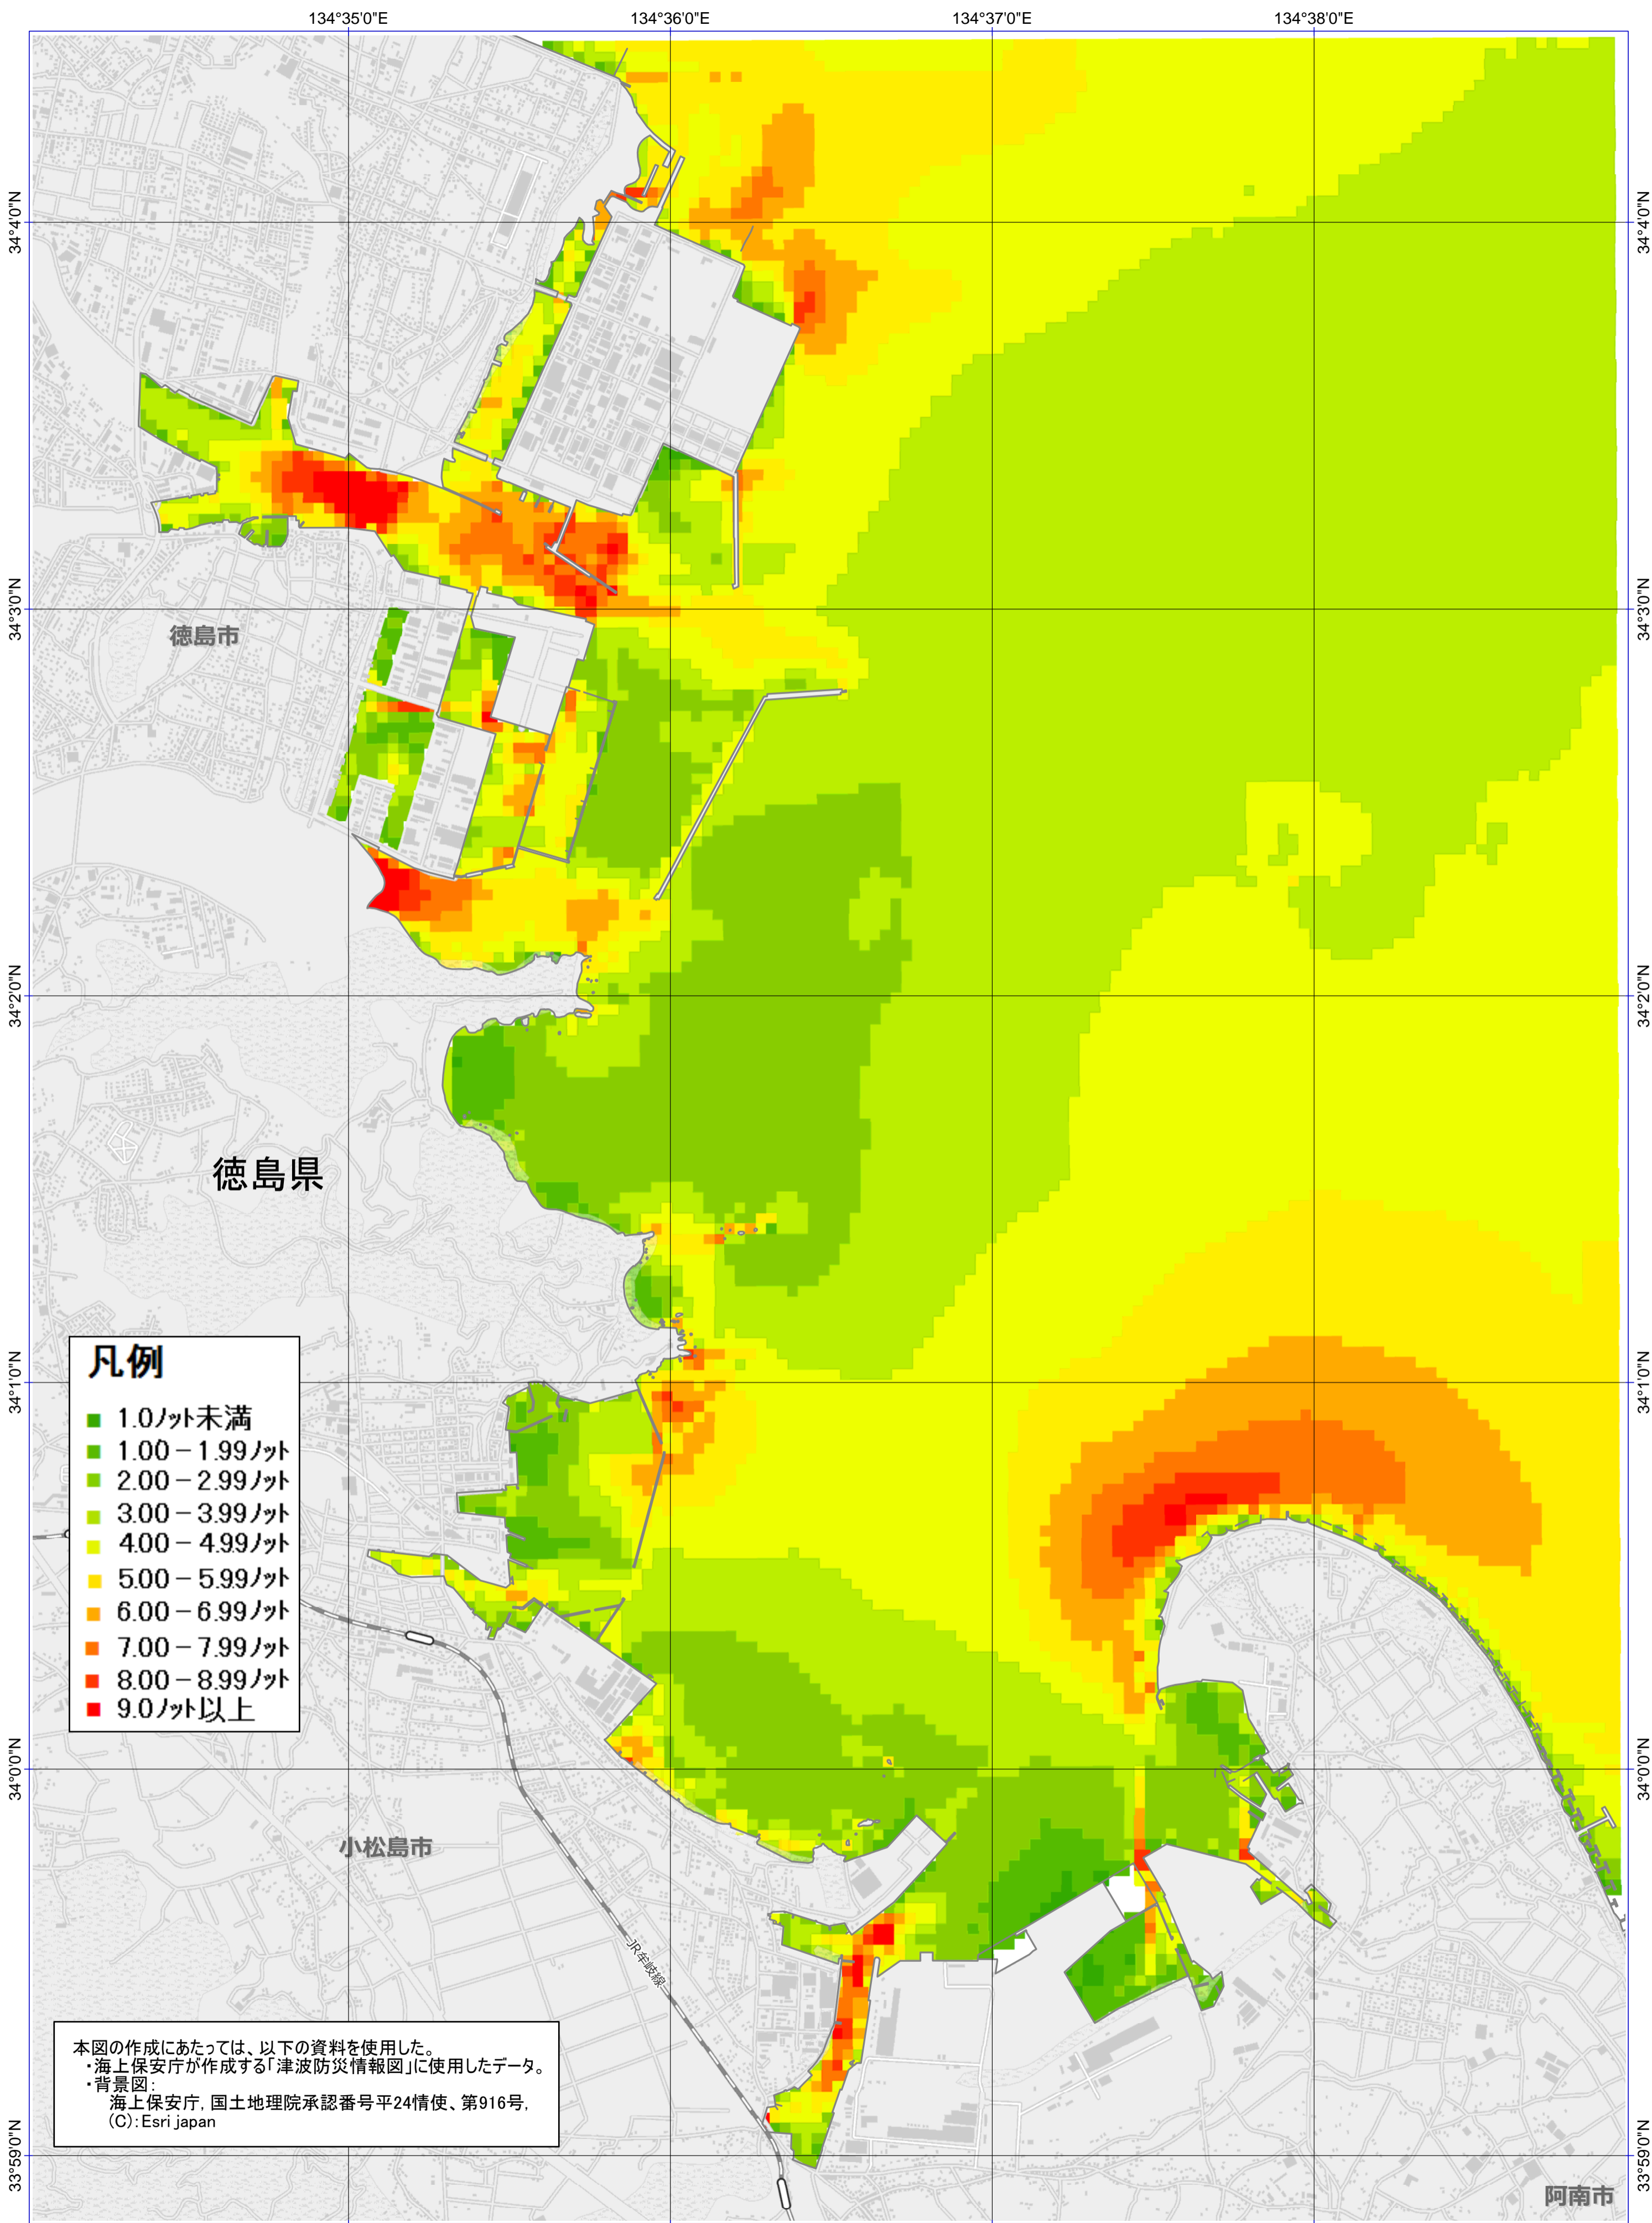 134°35'0"E
134°36'0"E
134°37'0"E
134°38'0"E
34°4'0"N
34°4'0"N
34°3'0"N
34°3'0"N
徳島市
34°2'0"N
34°2'0"N
徳島県
34°1'0"N
34°1'0"N
凡例
1.0ノット未満
1.00－1.99ノット
2.00－2.99ノット
3.00－3.99ノット
4.00－4.99ノット
5.00－5.99ノット
6.00－6.99ノット
7.00－7.99ノット
8.00－8.99ノット
9.0ノット以上
34°0'0"N
34°0'0"N
小松島市
JR牟岐線
本図の作成にあたっては、以下の資料を使用した。
・海上保安庁が作成する「津波防災情報図」に使用したデータ。
・背景図:
海上保安庁, 国土地理院承認番号平24情使、第916号,
(C):Esri japan
33°59'0"N
33°59'0"N
阿南市